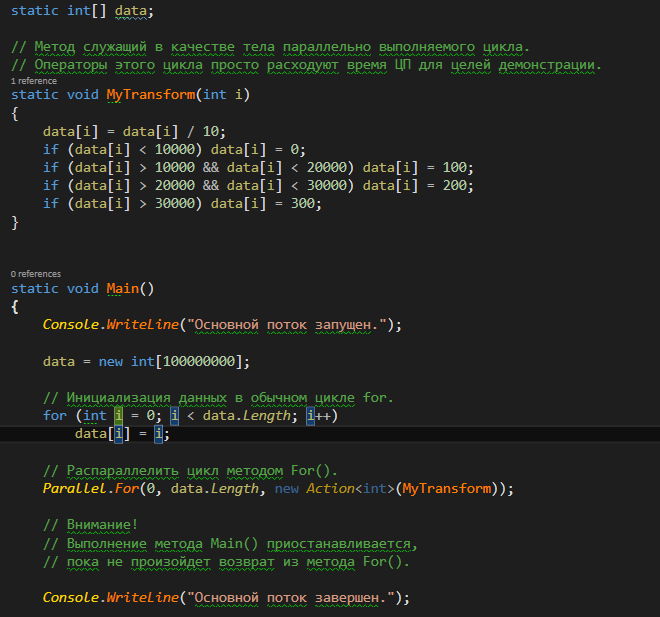 static int[] data;
// Метод служащий в качестве тела параллельно выполняемого цикла.
// Операторы этого цикла просто расходуют время ЦП для целей демонстрации.
1 reference
static void MyTransform(int i)
{
    data[i] = data[i] / 10;
    if (data[i] < 10000) data[i] = 0;
    if (data[i] > 10000 && data[i] < 20000) data[i] = 100;
    if (data[i] > 20000 && data[i] < 30000) data[i] = 200;
    if (data[i] > 30000) data[i] = 300;
}
0 references
static void Main()
{
    Console.WriteLine("Основной поток запущен.");
    data = new int[100000000];
    // Инициализация данных в обычном цикле for.
    for (int i = 0; i < data.Length; i++)
        data[i] = i;
    // Распараллелить цикл методом For().
    Parallel.For(0, data.Length, new Action<int>(MyTransform));
    // Внимание!
    // Выполнение метода Main() приостанавливается,
    // пока не произойдет возврат из метода For().
    Console.WriteLine("Основной поток завершен.");